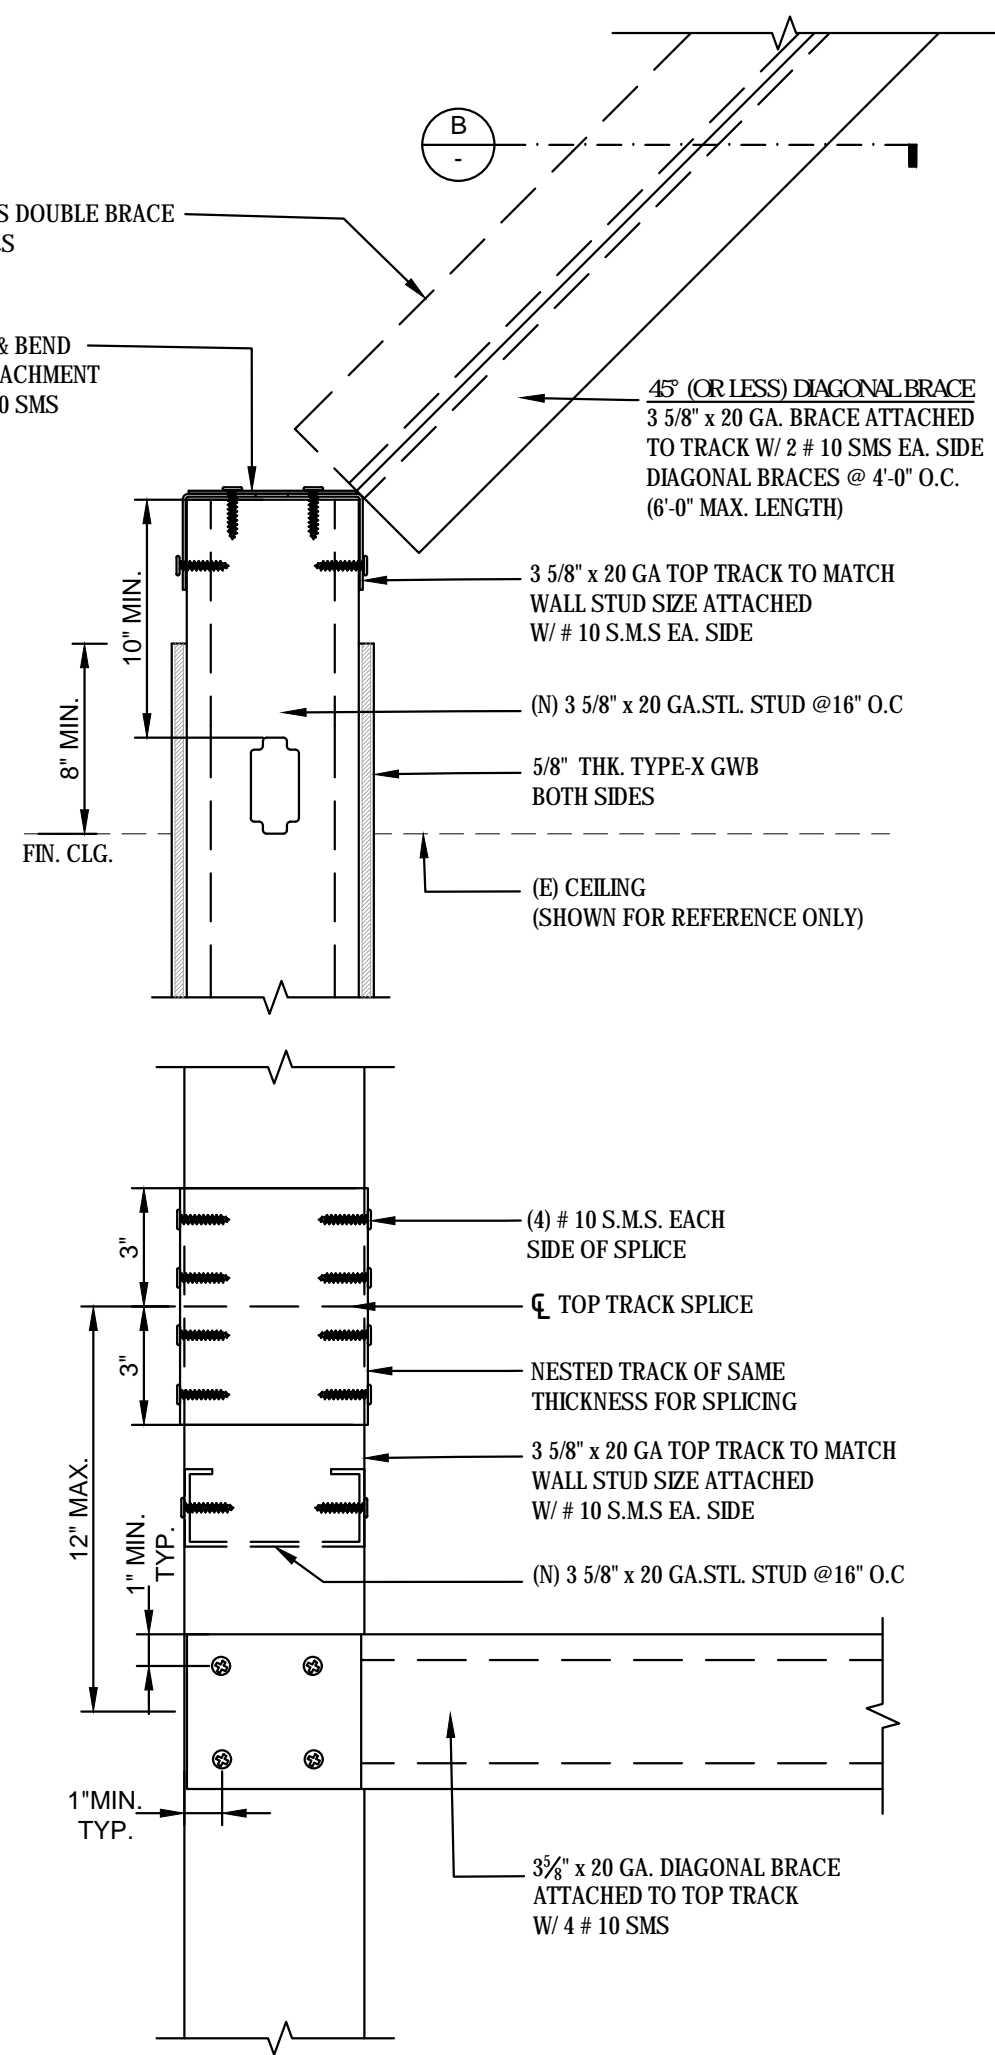 B
-
S DOUBLE BRACE
& BEND
45° (OR LESS) DIAGONAL BRACE
3 5/8" x 20 GA. BRACE ATTACHED
TO TRACK W/ 2 # 10 SMS EA. SIDE
DIAGONAL BRACES @ 4'-0" O.C.
(6'-0" MAX. LENGTH)
10" MIN.
8" MIN.
3 5/8" x 20 GA TOP TRACK TO MATCH
WALL STUD SIZE ATTACHED
W/ # 10 S.M.S EA. SIDE
(N) 3 5/8" x 20 GA.STL. STUD @16" O.C
5/8" THK. TYPE-X GWB
BOTH SIDES
FIN. CLG.
(E) CEILING
(SHOWN FOR REFERENCE ONLY)
3"
3"
(4) # 10 S.M.S. EACH
SIDE OF SPLICE
℄ TOP TRACK SPLICE
NESTED TRACK OF SAME
THICKNESS FOR SPLICING
12" MAX.
1" MIN.
TYP.
3 5/8" x 20 GA TOP TRACK TO MATCH
WALL STUD SIZE ATTACHED
W/ # 10 S.M.S EA. SIDE
(N) 3 5/8" x 20 GA.STL. STUD @16" O.C
1"MIN.
TYP.
3⅝" x 20 GA. DIAGONAL BRACE
ATTACHED TO TOP TRACK
W/ 4 # 10 SMS